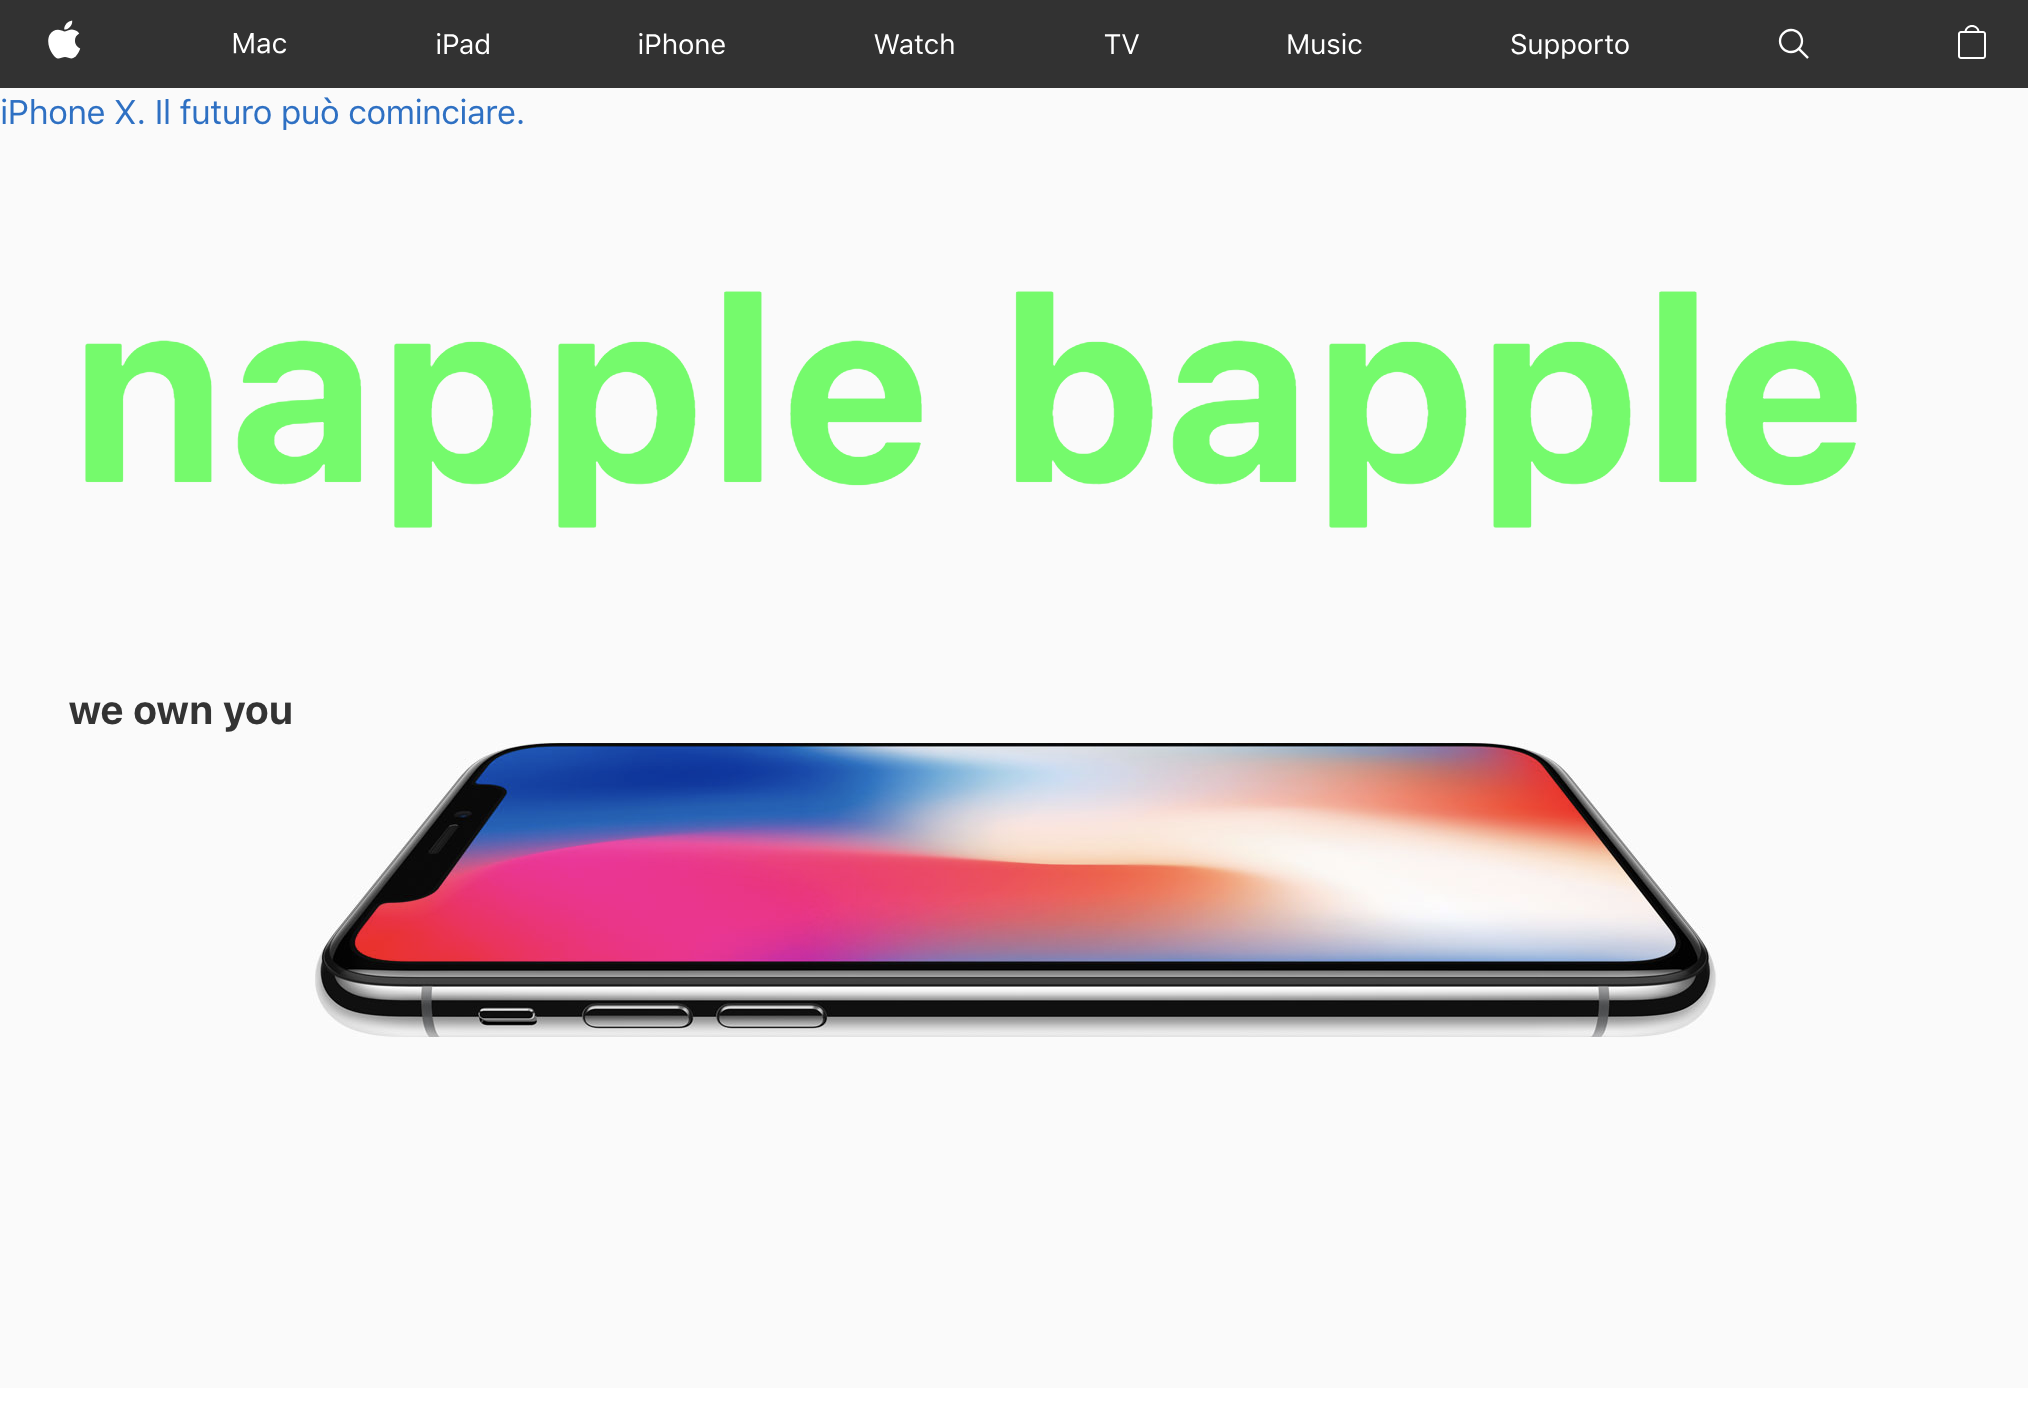 Mac iPad iPhone Watch TV Music Supporto
iPhone X. Il futuro può cominciare.
napple bapple
we own you